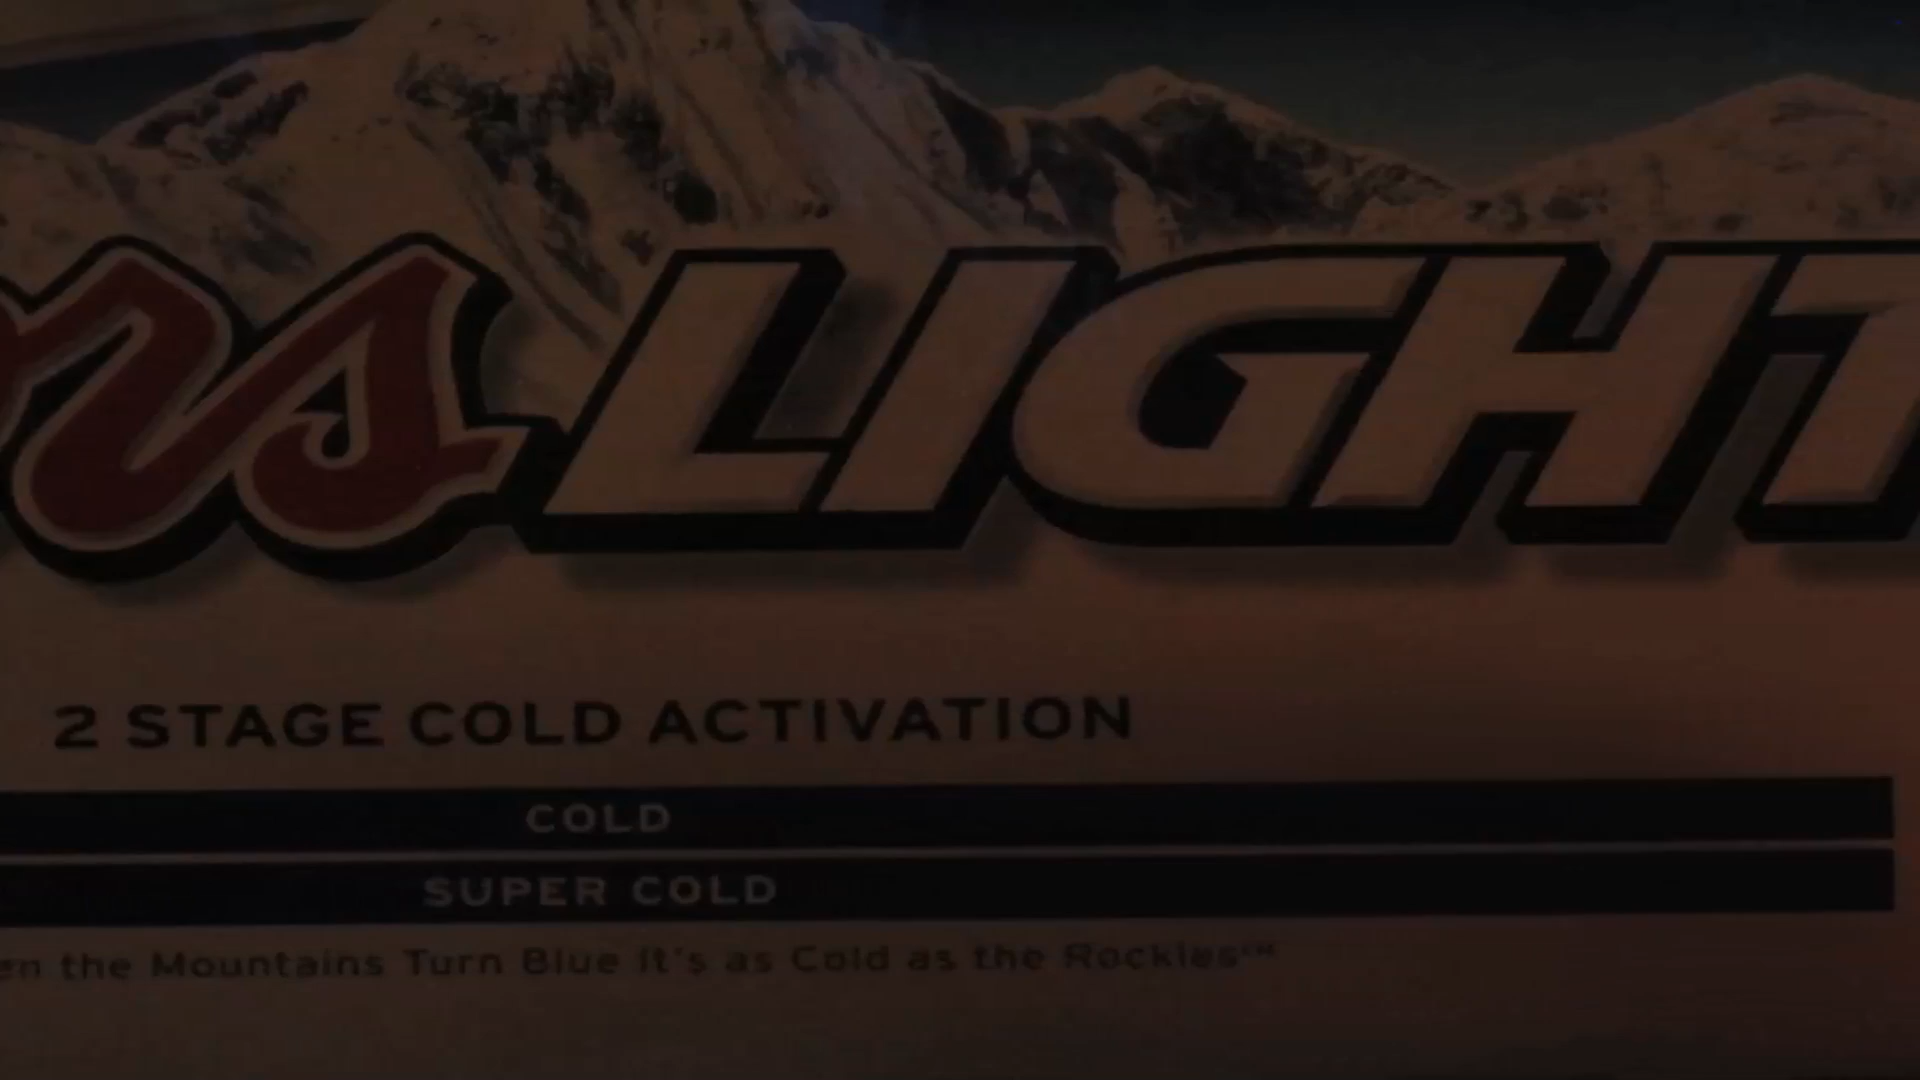 rs LIGHT
2 STAGE COLD ACTIVATION
COLD
SUPER COLD
en the Mountains Turn Blue It's as Cold as the Rockies℠